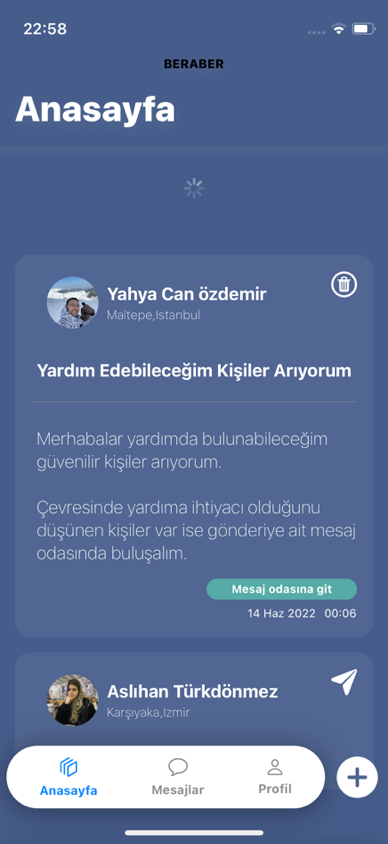 22:58
BERABER
Anasayfa
Yahya Can özdemir
Maltepe,Istanbul
Yardım Edebileceğim Kişiler Arıyorum
Merhabalar yardımda bulunabileceğim
güvenilir kişiler arıyorum.
Çevresinde yardıma ihtiyacı olduğunu
düşünen kişiler var ise gönderiye ait mesaj
odasında buluşalım.
Mesaj odasına git
14 Haz 2022 00:06
Aslıhan Türkdönmez
Karşıyaka,Izmir
Anasayfa
Mesajlar
Profil